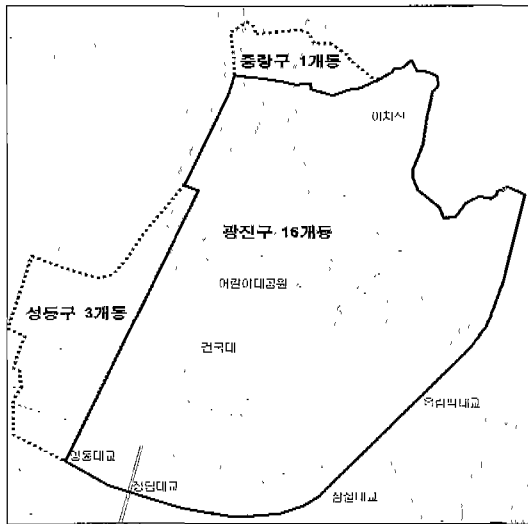 중랑구 1개동
아차산
광진구 16개동
어린이대공원
성동구 3개동
건국대
올림픽대교
영동대교
청담대교
잠실대교